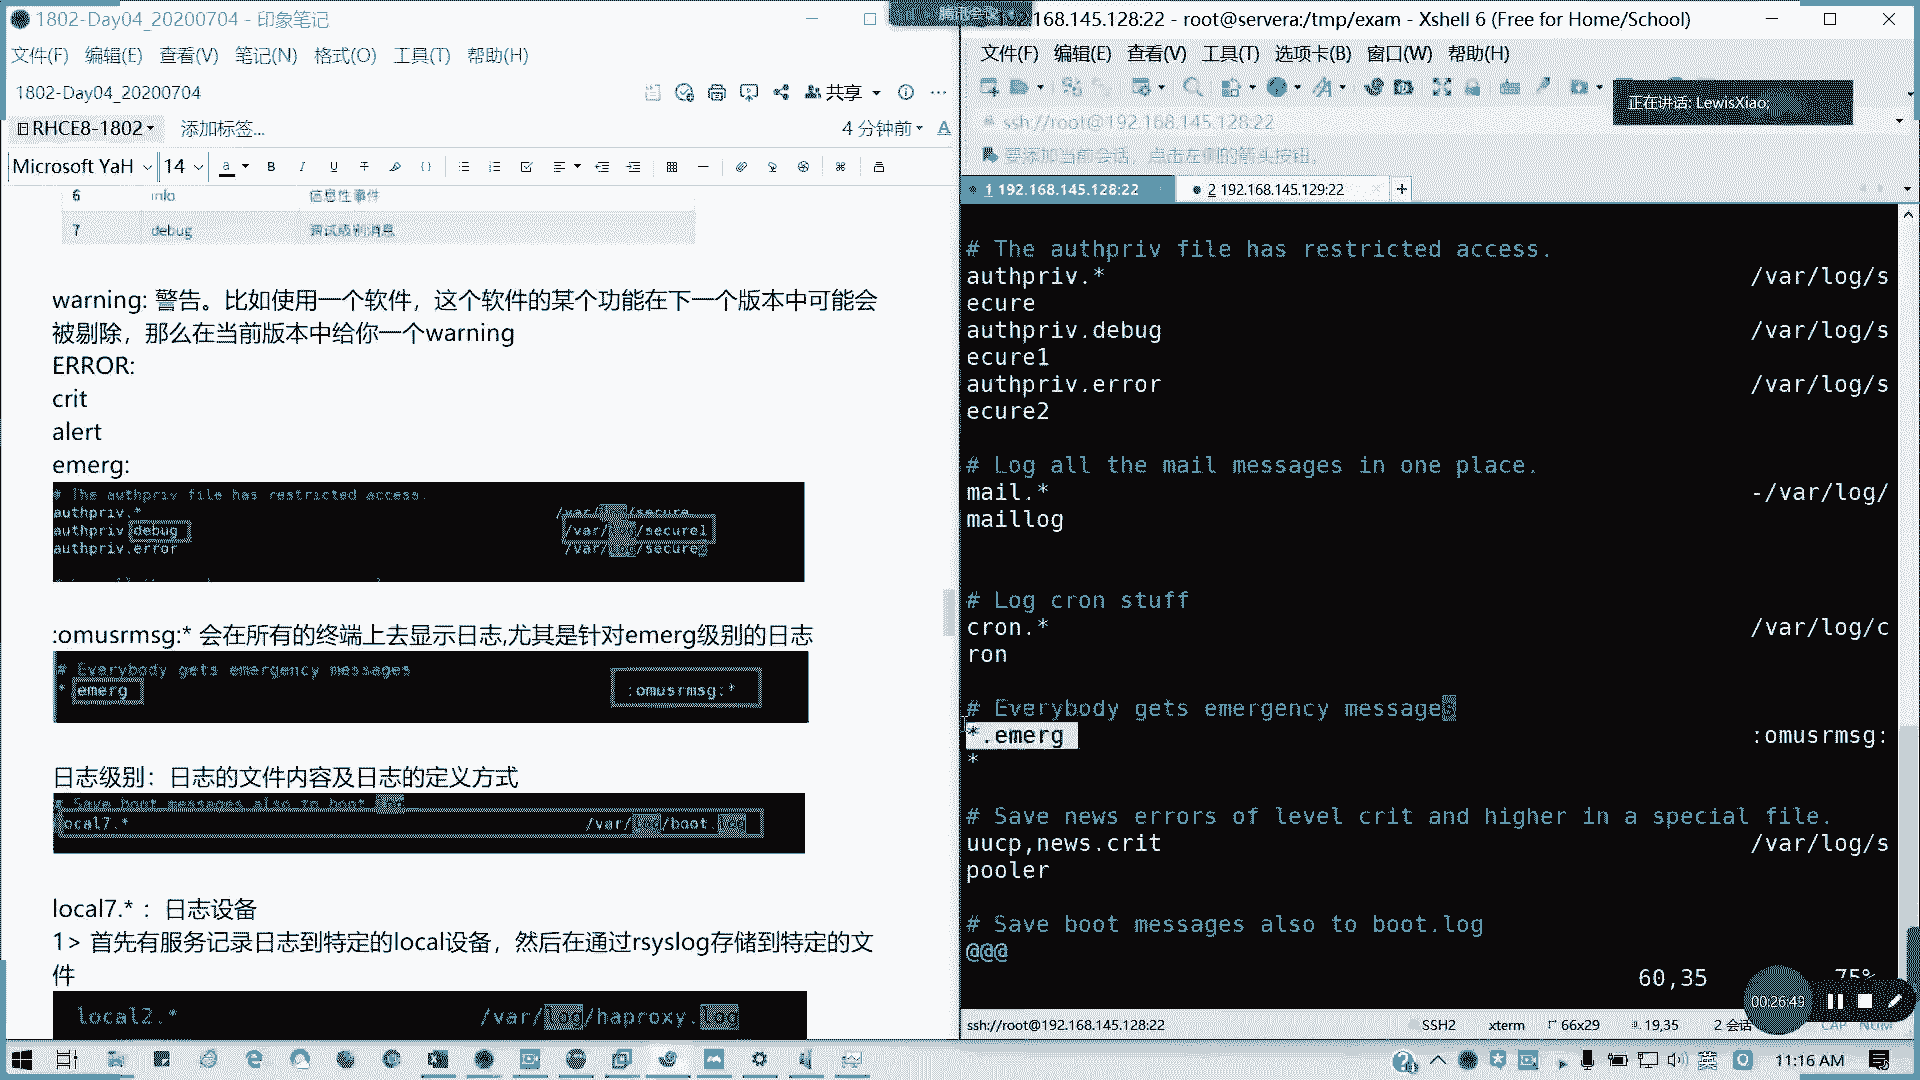 1802-Day04_20200704 - 印象笔记
文件(F) 编辑(E) 查看(V) 笔记(N) 格式(O) 工具(T) 帮助(H)
1802-Day04_20200704
共享
RHCE8-1802
添加标签...
4 分钟前
Microsoft YaH
14
6 info 信息性事件
7 debug 调试级别消息
warning: 警告。比如使用一个软件，这个软件的某个功能在下一个版本中可能会
被剔除，那么在当前版本中给你一个warning
ERROR:
crit
alert
emerg:
# The authpriv file has restricted access.
authpriv.* /var/log/secure
authpriv.debug /var/log/secure1
authpriv.error /var/log/secure2
:omusrmsg:* 会在所有的终端上去显示日志,尤其是针对emerg级别的日志
# Everybody gets emergency messages
*.emerg :omusrmsg:*
日志级别：日志的文件内容及日志的定义方式
# Save boot messages also to boot.log
local7.* /var/log/boot.log
local7.* ：日志设备
1> 首先有服务记录日志到特定的local设备，然后在通过rsyslog存储到特定的文
件
local2.* /var/log/haproxy.log
腾讯会议
168.145.128:22 - root@servera:/tmp/exam - Xshell 6 (Free for Home/School)
文件(F) 编辑(E) 查看(V) 工具(T) 选项卡(B) 窗口(W) 帮助(H)
正在讲话: LewisXiao;
ssh://root@192.168.145.128:22
要添加当前会话，点击左侧的箭头按钮。
1 192.168.145.128:22
2 192.168.145.129:22
# The authpriv file has restricted access.
authpriv.* /var/log/s
ecure
authpriv.debug /var/log/s
ecure1
authpriv.error /var/log/s
ecure2
# Log all the mail messages in one place.
mail.* -/var/log/
maillog
# Log cron stuff
cron.* /var/log/c
ron
# Everybody gets emergency messages
*.emerg :omusrmsg:
*
# Save news errors of level crit and higher in a special file.
uucp,news.crit /var/log/s
pooler
# Save boot messages also to boot.log
@@@
60,35 75%
00:26:49
ssh://root@192.168.145.128:22 SSH2 xterm 66x29 19,35 2 会话 CAP NUM
英
11:16 AM